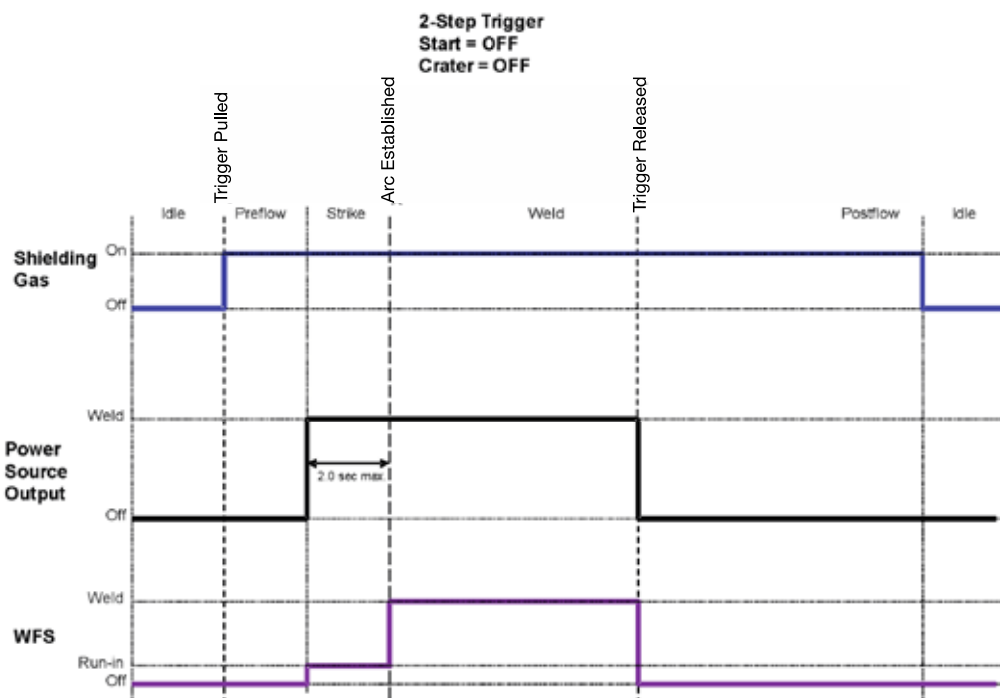 2-Step Trigger
Start = OFF
Crater = OFF
Trigger Pulled
Arc Established
Trigger Released
Idle
Preflow
Strike
Weld
Postflow
Idle
Shielding
Gas
On
Off
Power
Source
Output
Weld
2.0 sec max.
Off
WFS
Weld
Run-in
Off